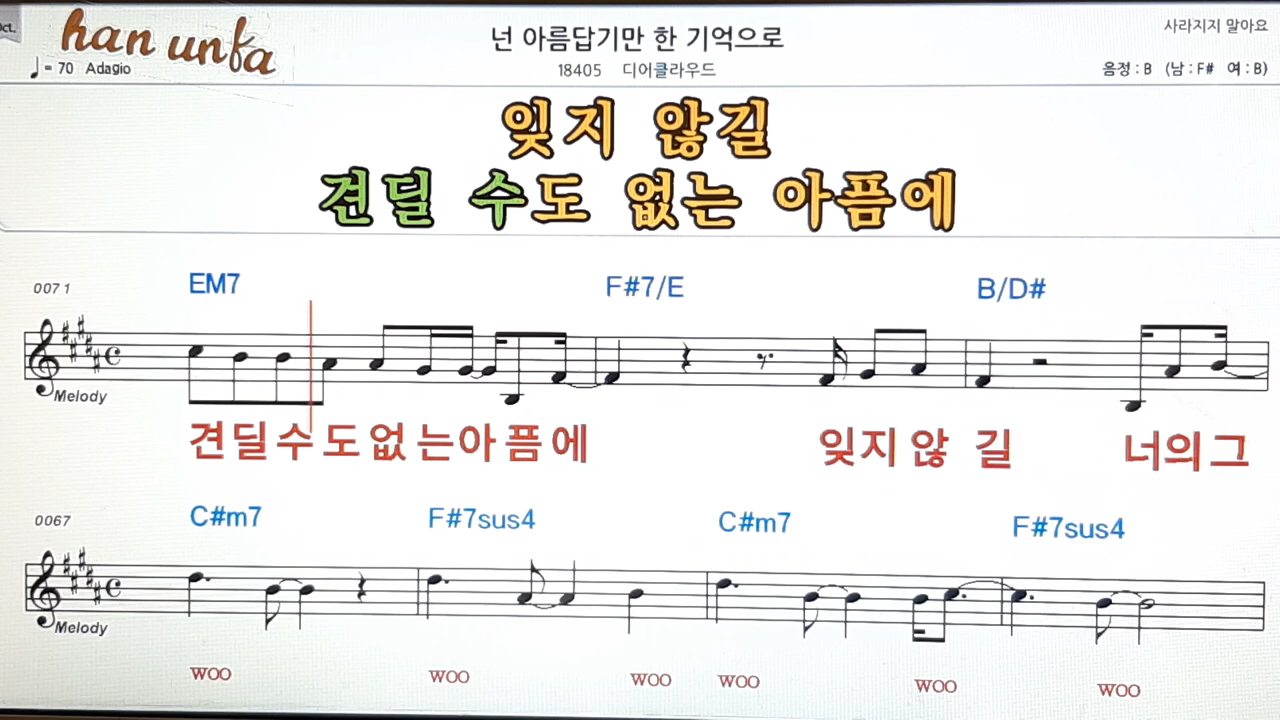 ct.
han unfa
넌 아름답기만 한 기억으로
사라지지 말아요
♩= 70 Adagio
18405 디어클라우드
음정 : B (남 : F# 여 : B)
잊지 않길
견딜 수도 없는 아픔에
0071
EM7 F#7/E B/D#
Melody
견딜수도없는아픔에 잊지않길 너의그
0067
C#m7 F#7sus4 C#m7 F#7sus4
Melody
WOO WOO WOO WOO WOO WOO